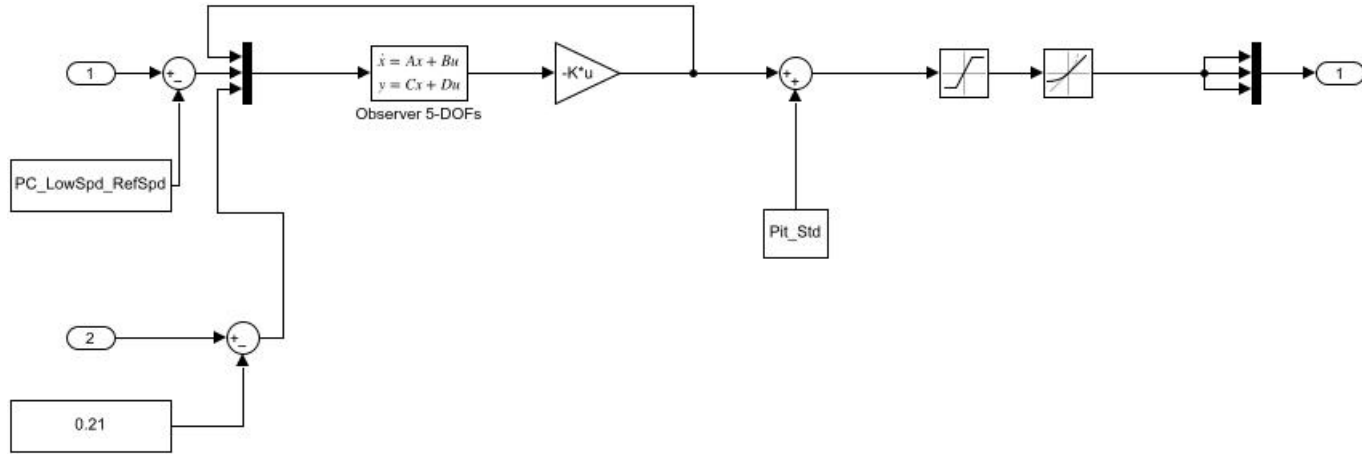 1
+
−
ẋ = Ax + Bu
y = Cx + Du
Observer 5-DOFs
-K*u
+
+
1
PC_LowSpd_RefSpd
Pit_Std
2
+
−
0.21